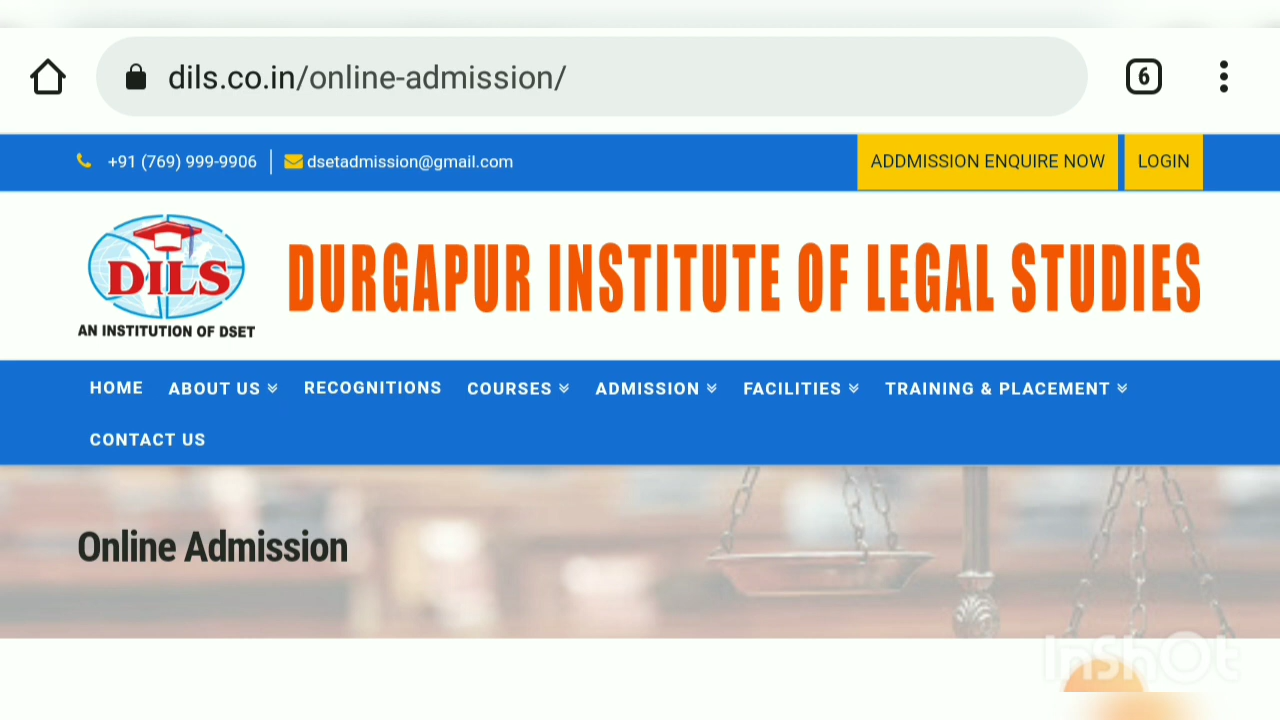 dils.co.in/online-admission/
6
+91 (769) 999-9906
dsetadmission@gmail.com
ADDMISSION ENQUIRE NOW
LOGIN
DILS
AN INSTITUTION OF DSET
DURGAPUR INSTITUTE OF LEGAL STUDIES
HOME ABOUT US RECOGNITIONS COURSES ADMISSION FACILITIES TRAINING & PLACEMENT
CONTACT US
Online Admission
InShOt